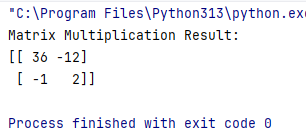 "C:\Program Files\Python313\python.exe
Matrix Multiplication Result:
[[ 36 -12]
 [ -1   2]]
Process finished with exit code 0